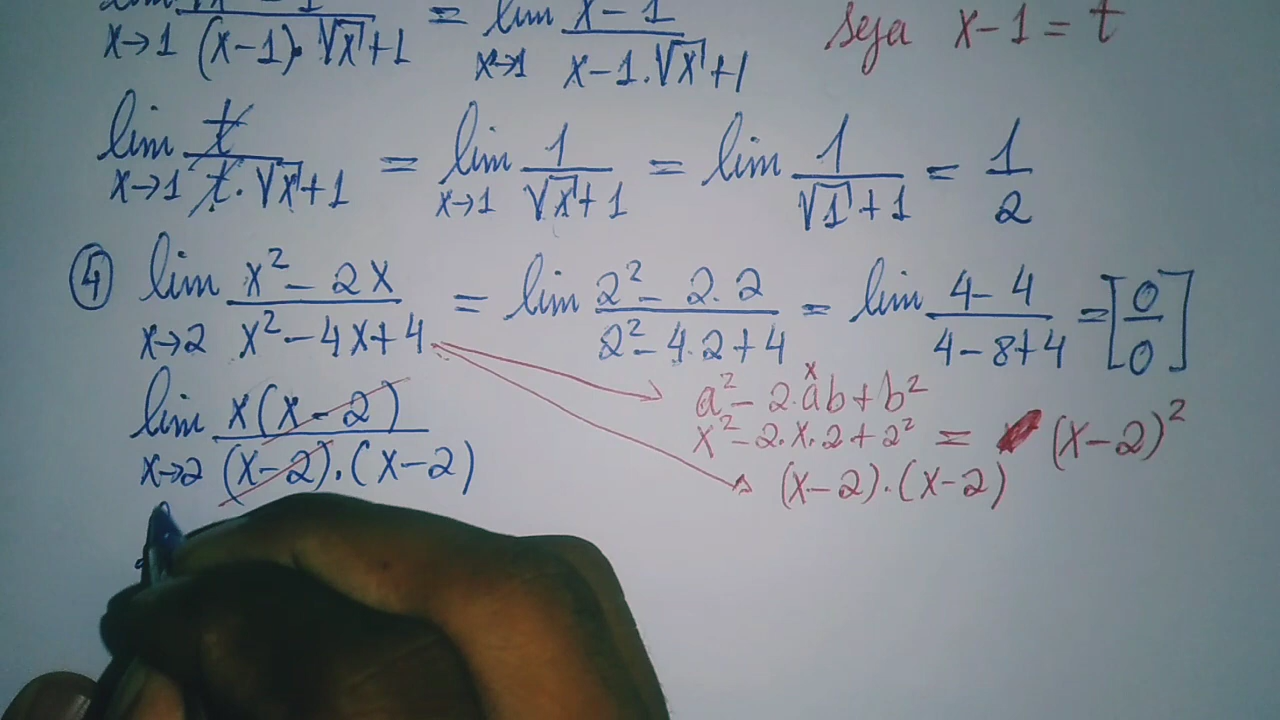 x→1 (x-1). √x+1 = lim x→1 x-1 / x-1.√x+1 Seja x-1=t
lim x→1 t / t.√x+1 = lim x→1 1 / √x+1 = lim 1 / √1+1 = 1/2
④ lim x→2 x²-2x / x²-4x+4 = lim 2²-2.2 / 2²-4.2+4 = lim 4-4 / 4-8+4 = [0/0]
lim x→2 x(x-2) / (x-2).(x-2)
x
a²-2.ab+b²
x²-2.x.2+2² = (x-2)²
(x-2).(x-2)